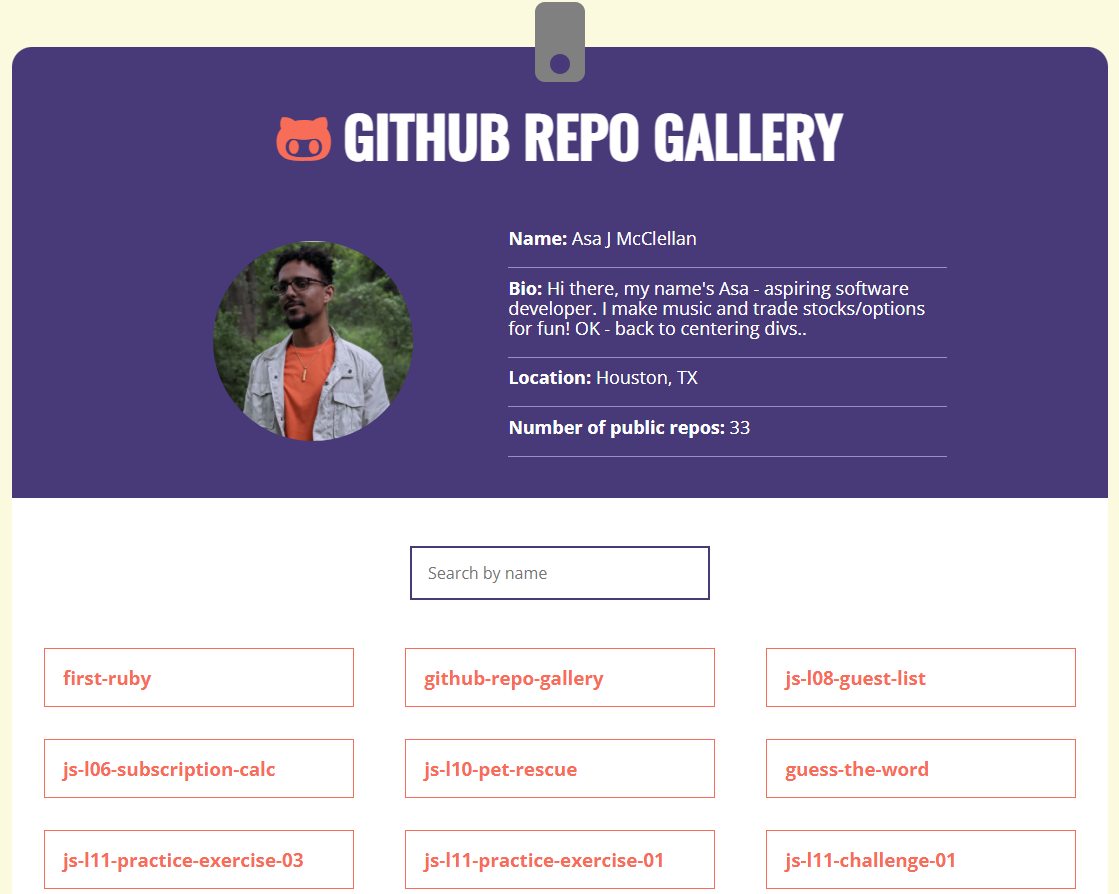 GITHUB REPO GALLERY
Name: Asa J McClellan
Bio: Hi there, my name's Asa - aspiring software
developer. I make music and trade stocks/options
for fun! OK - back to centering divs..
Location: Houston, TX
Number of public repos: 33
Search by name
first-ruby
github-repo-gallery
js-l08-guest-list
js-l06-subscription-calc
js-l10-pet-rescue
guess-the-word
js-l11-practice-exercise-03
js-l11-practice-exercise-01
js-l11-challenge-01